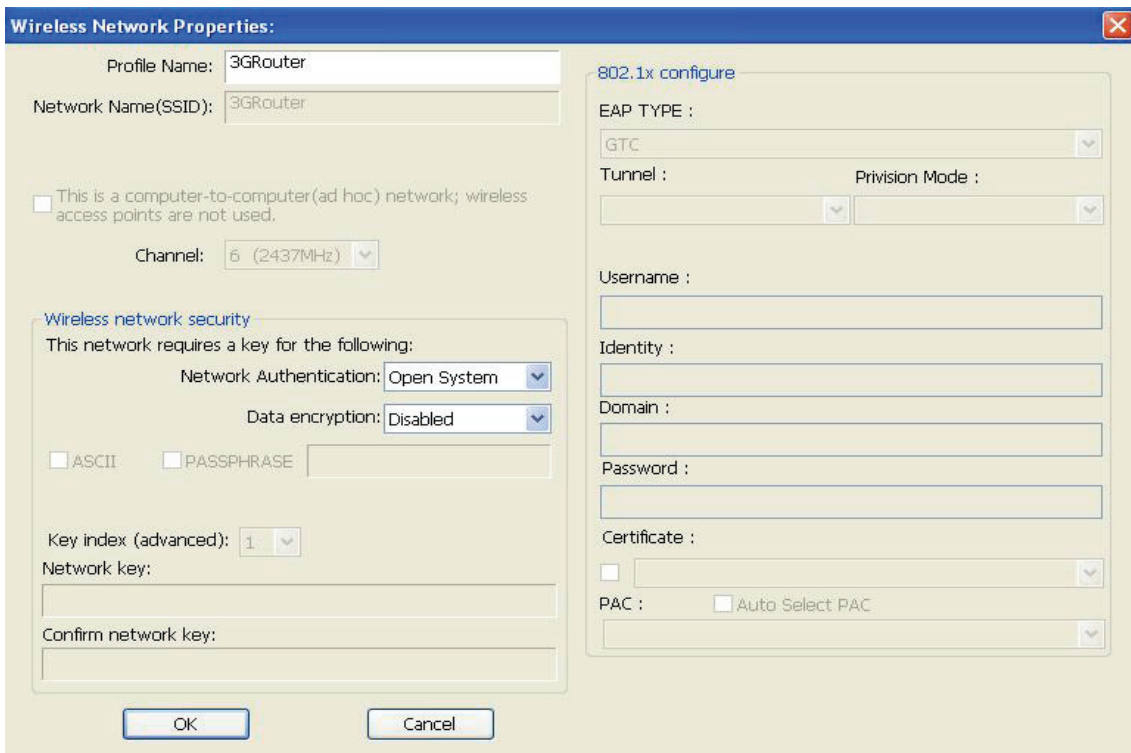 Wireless Network Properties:
Profile Name: 3GRouter
Network Name(SSID): 3GRouter
This is a computer-to-computer(ad hoc) network; wireless
access points are not used.
Channel: 6 (2437MHz)
Wireless network security
This network requires a key for the following:
Network Authentication: Open System
Data encryption: Disabled
ASCII PASSPHRASE
Key index (advanced): 1
Network key:
Confirm network key:
OK Cancel
802.1x configure
EAP TYPE :
GTC
Tunnel : Privision Mode :
Username :
Identity :
Domain :
Password :
Certificate :
PAC : Auto Select PAC